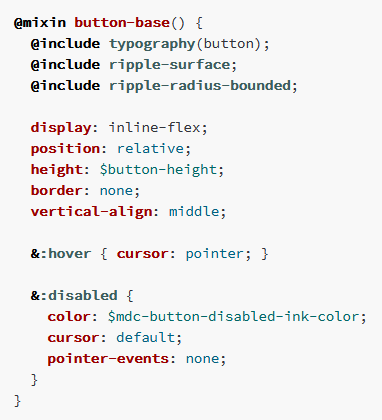 @mixin button-base() {
  @include typography(button);
  @include ripple-surface;
  @include ripple-radius-bounded;

  display: inline-flex;
  position: relative;
  height: $button-height;
  border: none;
  vertical-align: middle;

  &:hover { cursor: pointer; }

  &:disabled {
    color: $mdc-button-disabled-ink-color;
    cursor: default;
    pointer-events: none;
  }
}